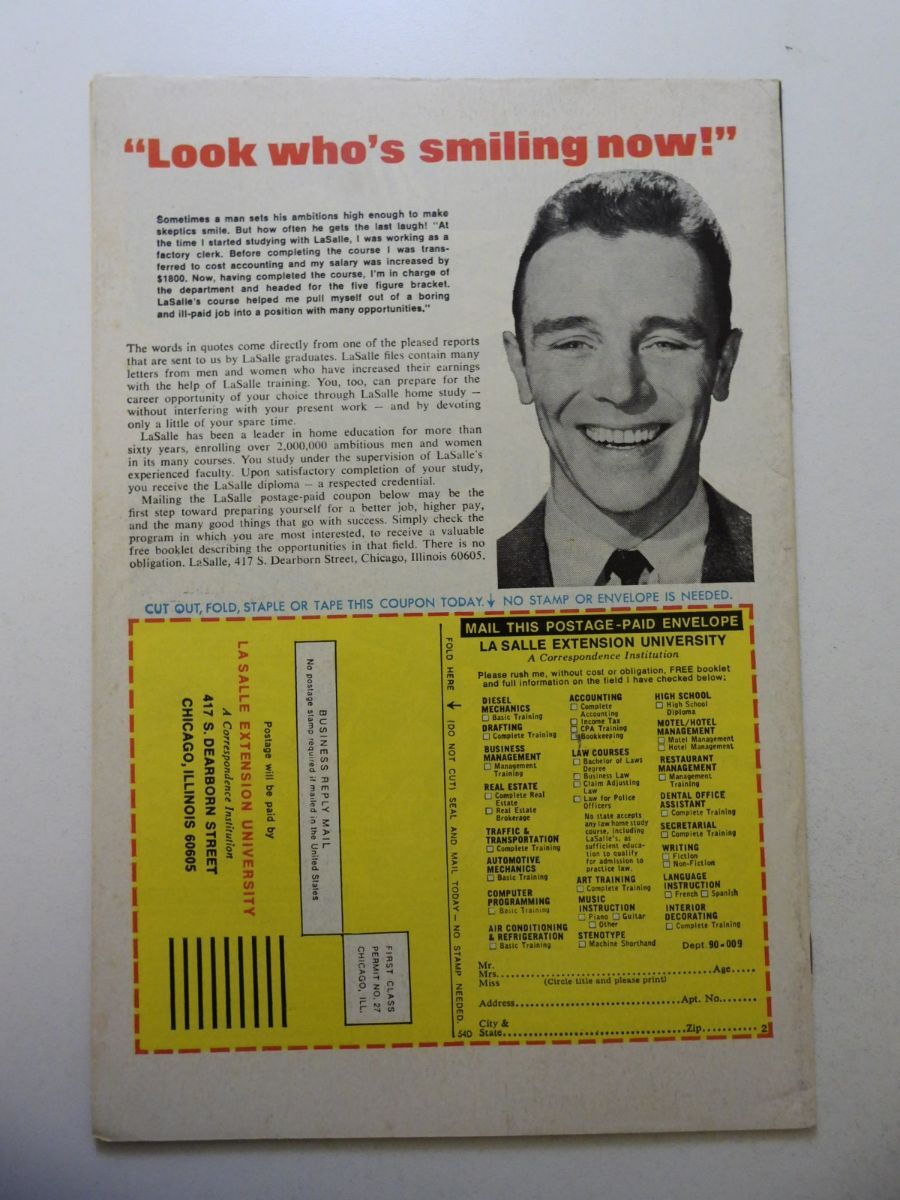 “Look who’s smiling now!”
Sometimes a man sets his ambitions high enough to make
skeptics smile. But how often he gets the last laugh! "At
the time I started studying with LaSalle, I was working as a
factory clerk. Before completing the course I was trans-
ferred to cost accounting and my salary was increased by
$1800. Now, having completed the course, I'm in charge of
the department and headed for the five figure bracket.
LaSalle's course helped me pull myself out of a boring
and ill-paid job into a position with many opportunities."
The words in quotes come directly from one of the pleased reports
that are sent to us by LaSalle graduates. LaSalle files contain many
letters from men and women who have increased their earnings
with the help of LaSalle training. You, too, can prepare for the
career opportunity of your choice through LaSalle home study —
without interfering with your present work — and by devoting
only a little of your spare time.
LaSalle has been a leader in home education for more than
sixty years, enrolling over 2,000,000 ambitious men and women
in its many courses. You study under the supervision of LaSalle's
experienced faculty. Upon satisfactory completion of your study,
you receive the LaSalle diploma — a respected credential.
Mailing the LaSalle postage-paid coupon below may be the
first step toward preparing yourself for a better job, higher pay,
and the many good things that go with success. Simply check the
program in which you are most interested, to receive a valuable
free booklet describing the opportunities in that field. There is no
obligation. LaSalle, 417 S. Dearborn Street, Chicago, Illinois 60605.
CUT OUT, FOLD, STAPLE OR TAPE THIS COUPON TODAY. NO STAMP OR ENVELOPE IS NEEDED.
BUSINESS REPLY MAIL
No postage stamp required if mailed in the United States
FIRST CLASS
PERMIT NO. 27
CHICAGO, ILL.
Postage will be paid by
LA SALLE EXTENSION UNIVERSITY
A Correspondence Institution
417 S. DEARBORN STREET
CHICAGO, ILLINOIS 60605
FOLD HERE (DO NOT CUT) SEAL AND MAIL TODAY — NO STAMP NEEDED.
MAIL THIS POSTAGE-PAID ENVELOPE
LA SALLE EXTENSION UNIVERSITY
A Correspondence Institution
Please rush me, without cost or obligation, FREE booklet
and full information on the field I have checked below:
DIESEL
MECHANICS
Basic Training
DRAFTING
Complete Training
BUSINESS
MANAGEMENT
Management
Training
REAL ESTATE
Complete Real
Estate
Real Estate
Brokerage
TRAFFIC &
TRANSPORTATION
Complete Training
AUTOMOTIVE
MECHANICS
Basic Training
COMPUTER
PROGRAMMING
Basic Training
AIR CONDITIONING
& REFRIGERATION
Basic Training
ACCOUNTING
Complete
Accounting
Income Tax
CPA Training
Bookkeeping
LAW COURSES
Bachelor of Laws
Degree
Business Law
Claim Adjusting
Law
Law for Police
Officers
No state accepts
any law home study
course, including
LaSalle's, as
sufficient educa-
tion to qualify
for admission to
practice law.
ART TRAINING
Complete Training
MUSIC
INSTRUCTION
Piano Guitar
Other
STENOTYPE
Machine Shorthand
HIGH SCHOOL
High School
Diploma
MOTEL/HOTEL
MANAGEMENT
Motel Management
Hotel Management
RESTAURANT
MANAGEMENT
Management
Training
DENTAL OFFICE
ASSISTANT
Complete Training
SECRETARIAL
Complete Training
WRITING
Fiction
Non-Fiction
LANGUAGE
INSTRUCTION
French Spanish
INTERIOR
DECORATING
Complete Training
Dept. 90-009
Mr.
Mrs. Age
Miss (Circle title and please print)
Address Apt. No.
City &
State Zip 2
54D